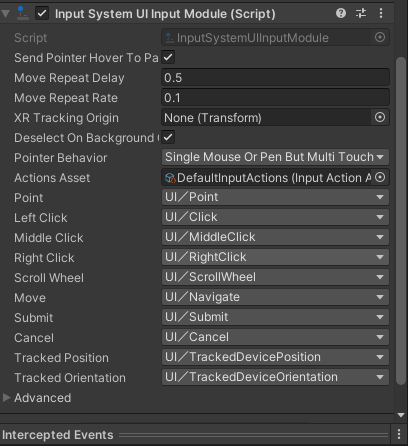 Input System UI Input Module (Script)
Script InputSystemUIInputModule
Send Pointer Hover To Pa
Move Repeat Delay 0.5
Move Repeat Rate 0.1
XR Tracking Origin None (Transform)
Deselect On Background
Pointer Behavior Single Mouse Or Pen But Multi Touch
Actions Asset DefaultInputActions (Input Action A
Point UI/Point
Left Click UI/Click
Middle Click UI/MiddleClick
Right Click UI/RightClick
Scroll Wheel UI/ScrollWheel
Move UI/Navigate
Submit UI/Submit
Cancel UI/Cancel
Tracked Position UI/TrackedDevicePosition
Tracked Orientation UI/TrackedDeviceOrientation
Advanced
Intercepted Events